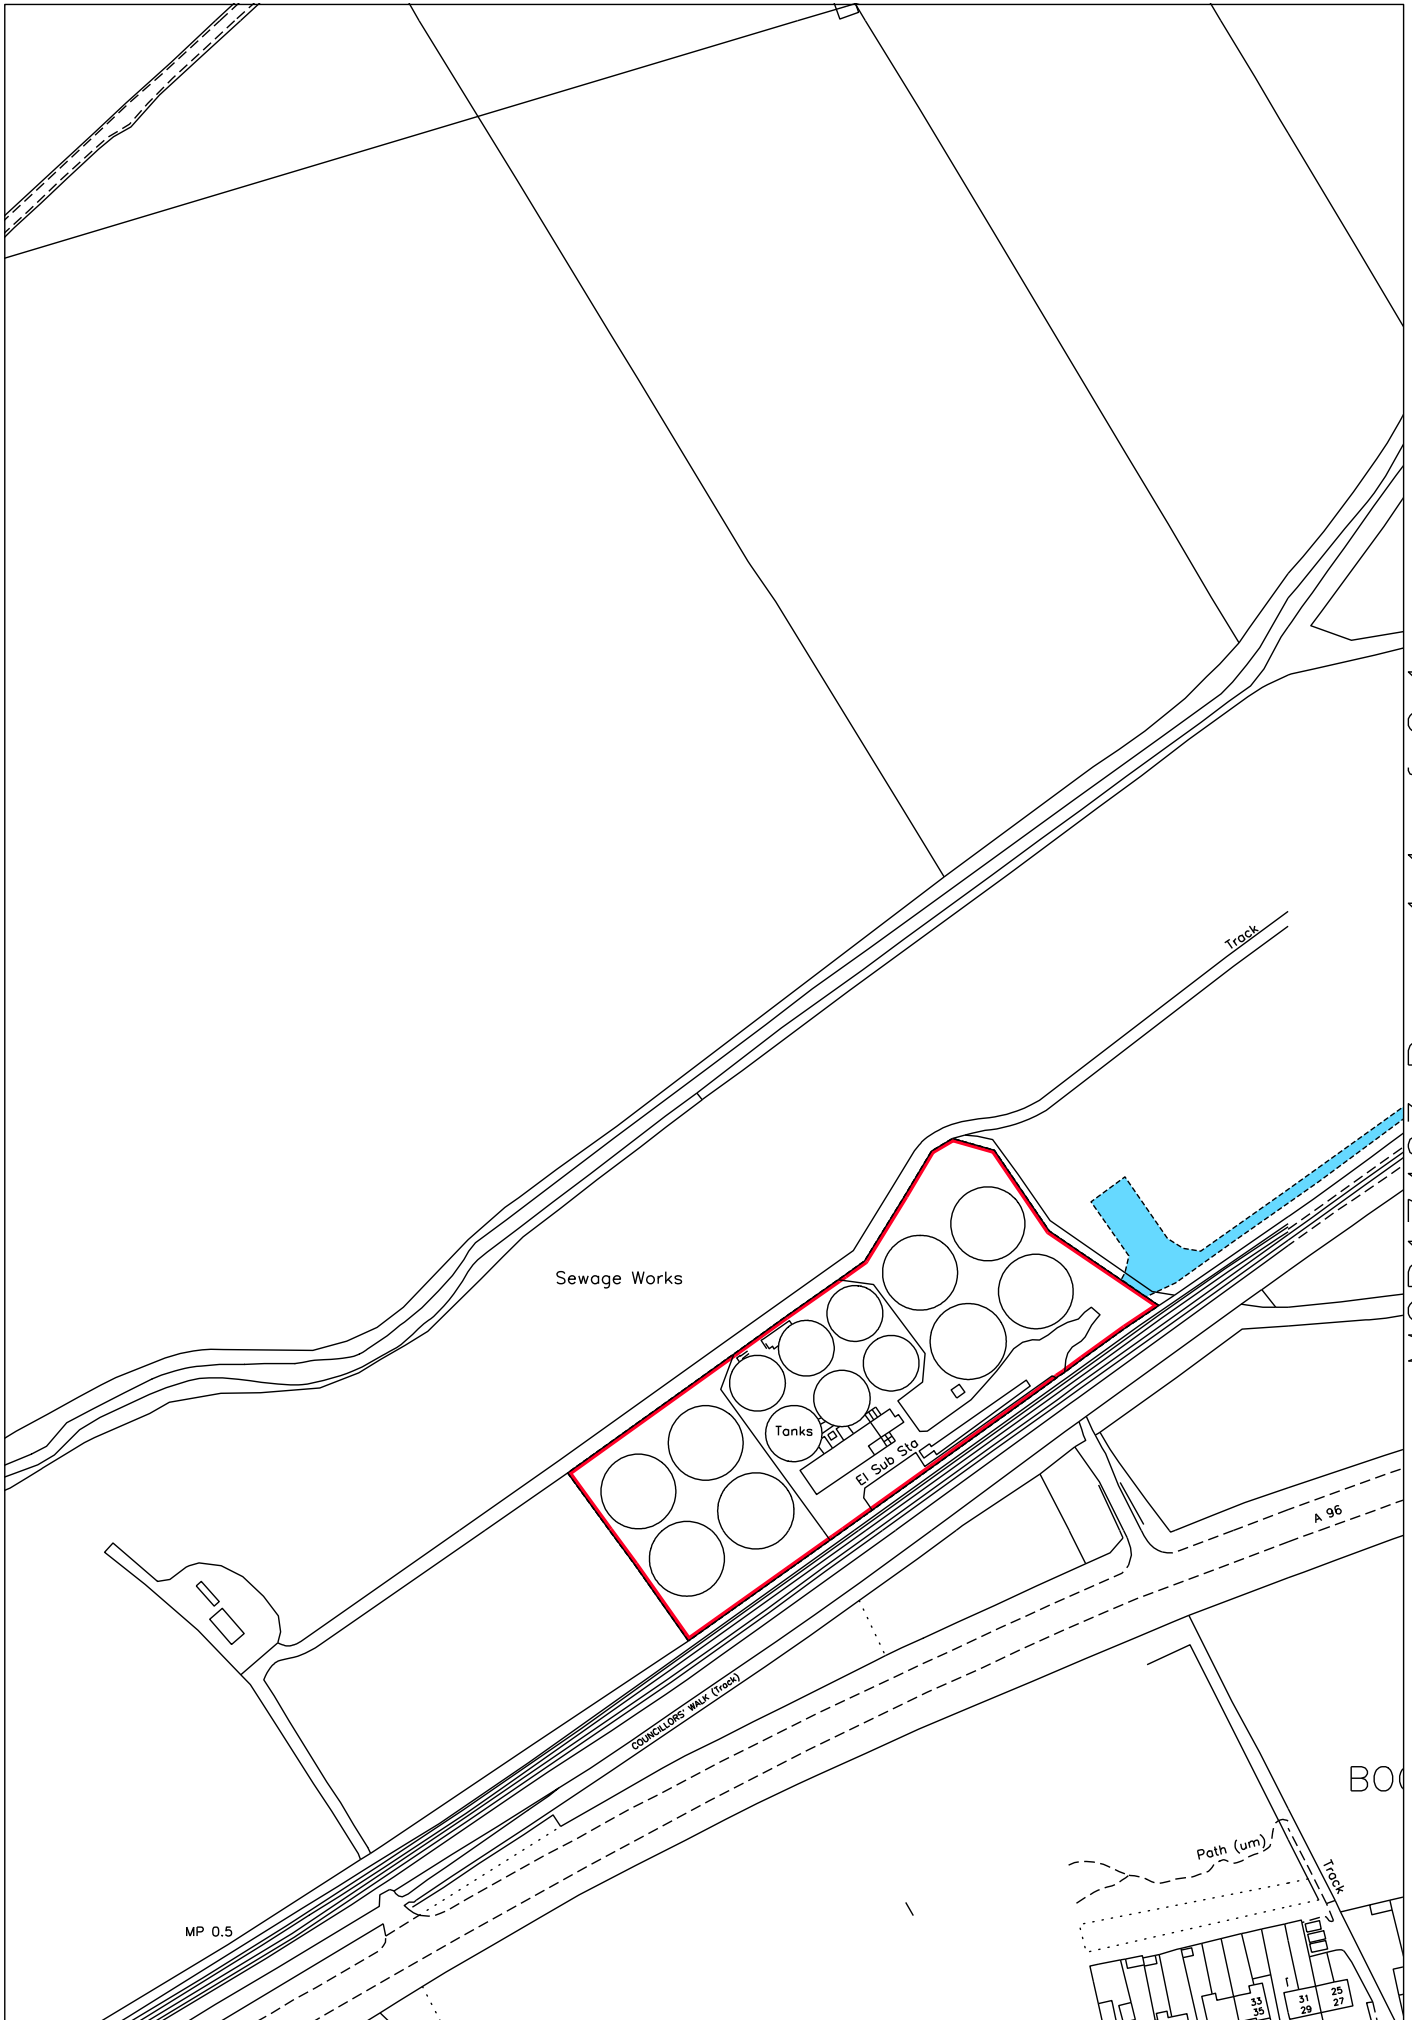 Track
Sewage Works
Tanks
El Sub Sta
A 96
COUNCILLORS' WALK (Track)
Path (um)
Track
MP 0.5
33
35
31
29
25
27